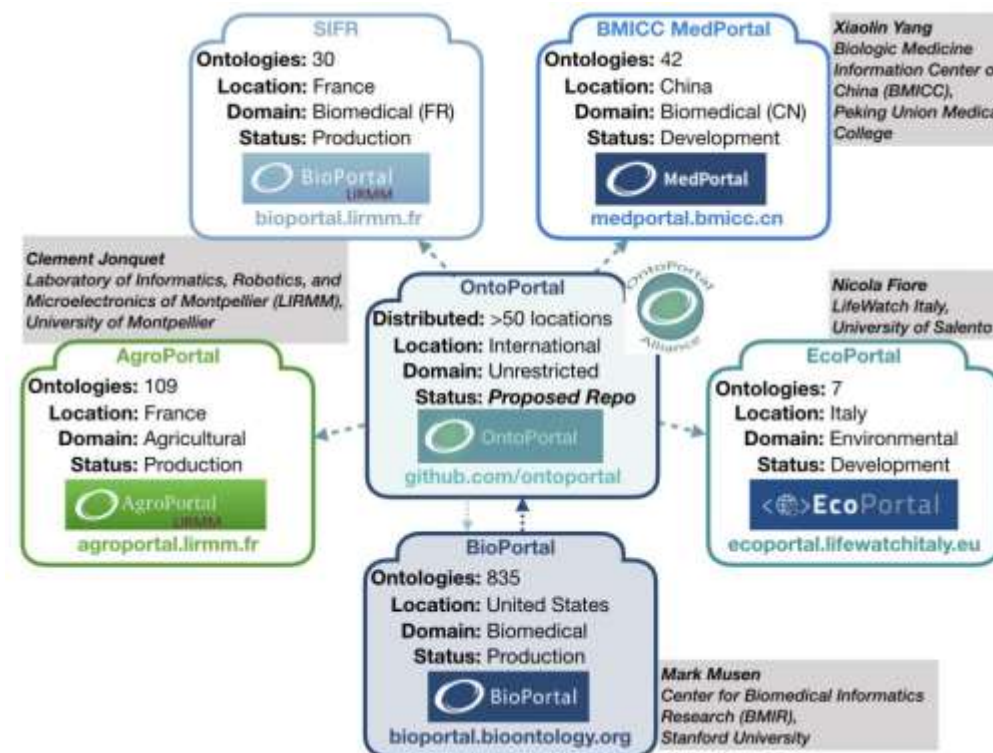 SIFR
Ontologies: 30
Location: France
Domain: Biomedical (FR)
Status: Production
BioPortal
LIRMM
bioportal.lirmm.fr
BMICC MedPortal
Ontologies: 42
Location: China
Domain: Biomedical (CN)
Status: Development
MedPortal
medportal.bmicc.cn
Xiaolin Yang
Biologic Medicine
Information Center o
China (BMICC),
Peking Union Medica
College
Clement Jonquet
Laboratory of Informatics, Robotics, and
Microelectronics of Montpellier (LIRMM),
University of Montpellier
OntoPortal
Distributed: >50 locations
Location: International
Domain: Unrestricted
Status: Proposed Repo
OntoPortal
github.com/ontoportal
OntoPortal
Alliance
Nicola Fiore
LifeWatch Italy,
University of Salento
AgroPortal
Ontologies: 109
Location: France
Domain: Agricultural
Status: Production
AgroPortal
LIRMM
agroportal.lirmm.fr
EcoPortal
Ontologies: 7
Location: Italy
Domain: Environmental
Status: Development
<>EcoPortal
ecoportal.lifewatchitaly.eu
BioPortal
Ontologies: 835
Location: United States
Domain: Biomedical
Status: Production
BioPortal
bioportal.bioontology.org
Mark Musen
Center for Biomedical Informatics
Research (BMIR),
Stanford University